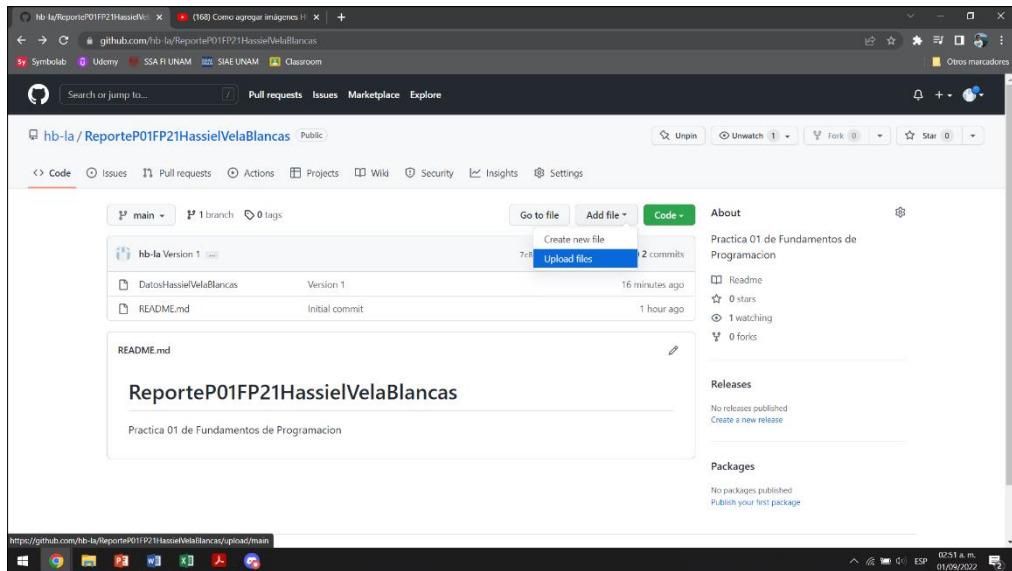 hb-la/ReporteP01FP21HassielVel
(168) Como agregar imágenes H
github.com/hb-la/ReporteP01FP21HassielVelaBlancas
Sy Symbolab
Udemy
SSA FI UNAM
SIAE UNAM
Classroom
Otros marcadores
Search or jump to...
/
Pull requests Issues Marketplace Explore
hb-la / ReporteP01FP21HassielVelaBlancas Public
Unpin
Unwatch 1
Fork 0
Star 0
<> Code
Issues
Pull requests
Actions
Projects
Wiki
Security
Insights
Settings
main
1 branch
0 tags
Go to file
Add file
Code
Create new file
Upload files
hb-la Version 1
2 commits
DatosHassielVelaBlancas Version 1 16 minutes ago
README.md Initial commit 1 hour ago
README.md
ReporteP01FP21HassielVelaBlancas
Practica 01 de Fundamentos de Programacion
About
Practica 01 de Fundamentos de
Programacion
Readme
0 stars
1 watching
0 forks
Releases
No releases published
Create a new release
Packages
No packages published
Publish your first package
https://github.com/hb-la/ReporteP01FP21HassielVelaBlancas/upload/main
ESP
02:51 a. m.
01/09/2022